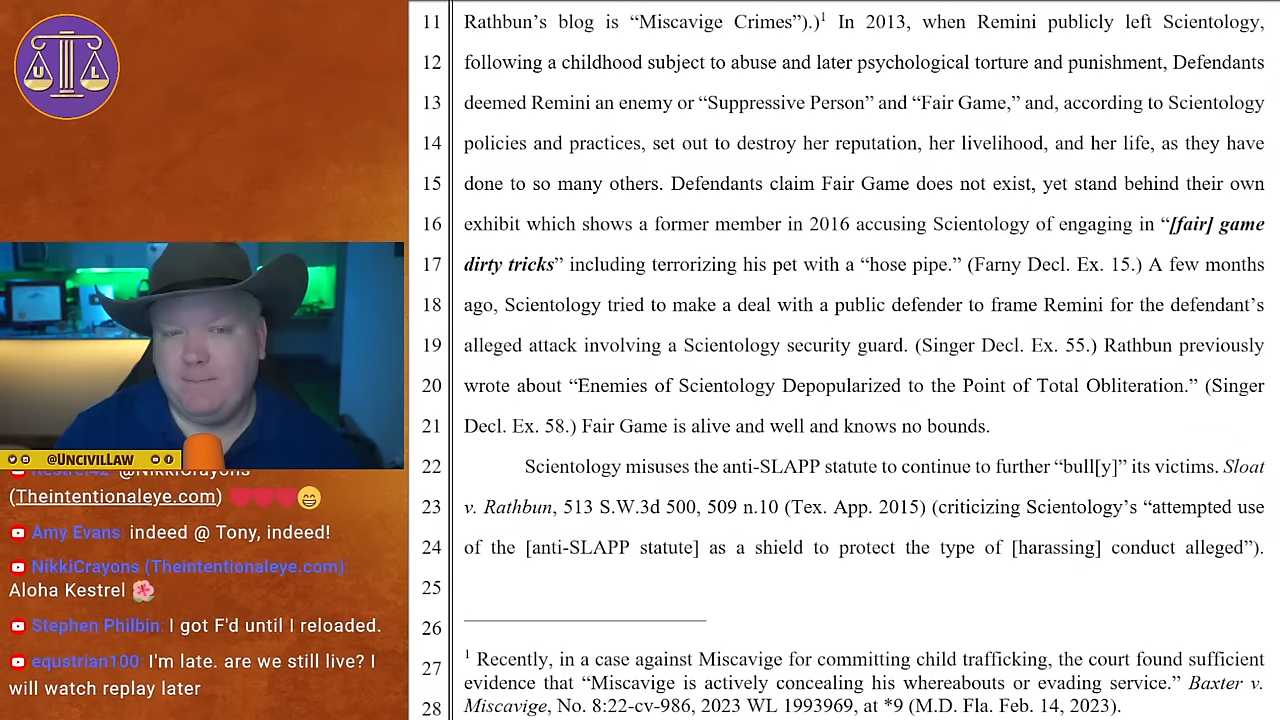 U L
@UNCIVILLAW
@NikkiCrayons
(Theintentionaleye.com) ❤❤❤😁
Amy Evans: indeed @ Tony, indeed!
NikkiCrayons (Theintentionaleye.com):
Aloha Kestrel 🌺
Stephen Philbin: I got F'd until I reloaded.
equstrian100: I'm late. are we still live? I
will watch replay later
11 Rathbun’s blog is “Miscavige Crimes”).)¹ In 2013, when Remini publicly left Scientology,
12 following a childhood subject to abuse and later psychological torture and punishment, Defendants
13 deemed Remini an enemy or “Suppressive Person” and “Fair Game,” and, according to Scientology
14 policies and practices, set out to destroy her reputation, her livelihood, and her life, as they have
15 done to so many others. Defendants claim Fair Game does not exist, yet stand behind their own
16 exhibit which shows a former member in 2016 accusing Scientology of engaging in “[fair] game
17 dirty tricks” including terrorizing his pet with a “hose pipe.” (Farny Decl. Ex. 15.) A few months
18 ago, Scientology tried to make a deal with a public defender to frame Remini for the defendant’s
19 alleged attack involving a Scientology security guard. (Singer Decl. Ex. 55.) Rathbun previously
20 wrote about “Enemies of Scientology Depopularized to the Point of Total Obliteration.” (Singer
21 Decl. Ex. 58.) Fair Game is alive and well and knows no bounds.
22 Scientology misuses the anti-SLAPP statute to continue to further “bull[y]” its victims. Sloat
23 v. Rathbun, 513 S.W.3d 500, 509 n.10 (Tex. App. 2015) (criticizing Scientology’s “attempted use
24 of the [anti-SLAPP statute] as a shield to protect the type of [harassing] conduct alleged”).
25
26
27 ¹ Recently, in a case against Miscavige for committing child trafficking, the court found sufficient
evidence that “Miscavige is actively concealing his whereabouts or evading service.” Baxter v.
28 Miscavige, No. 8:22-cv-986, 2023 WL 1993969, at *9 (M.D. Fla. Feb. 14, 2023).